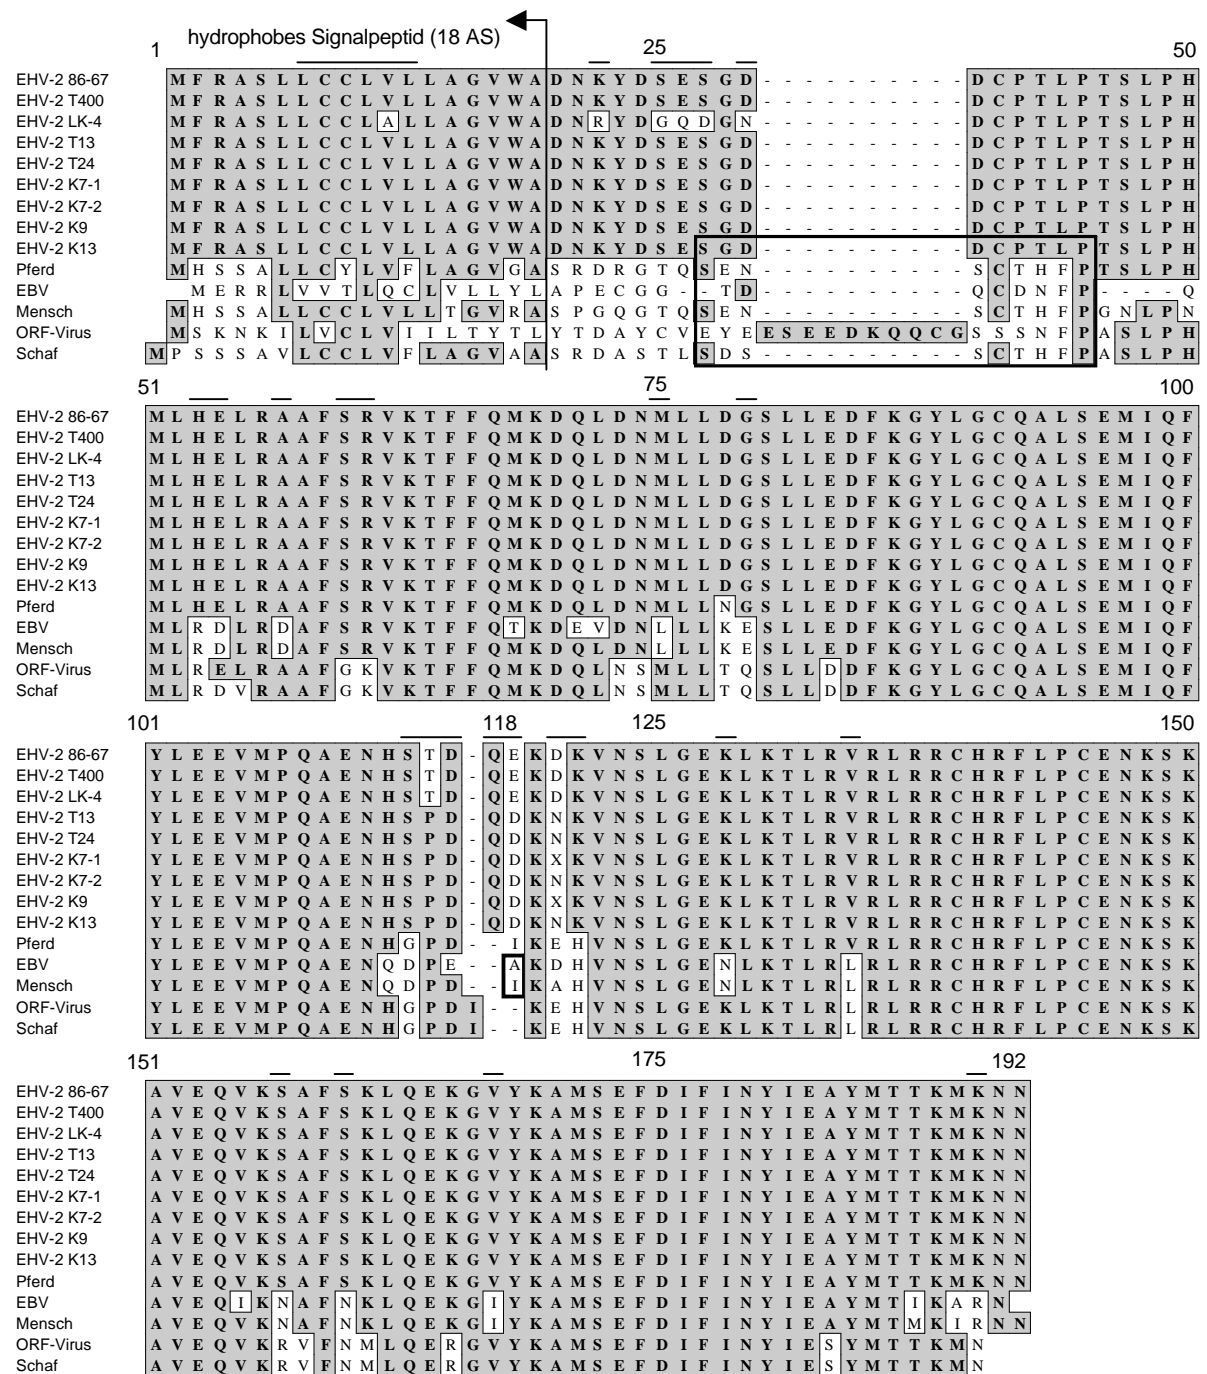 hydrophobes Signalpeptid (18 AS)
1 25 50
EHV-2 86-67 M F R A S L L C C L V L L A G V W A D N K Y D S E S G D - - - - - - - - - - D C P T L P T S L P H
EHV-2 T400 M F R A S L L C C L V L L A G V W A D N K Y D S E S G D - - - - - - - - - - D C P T L P T S L P H
EHV-2 LK-4 M F R A S L L C C L A L L A G V W A D N R Y D G Q D G N - - - - - - - - - - D C P T L P T S L P H
EHV-2 T13 M F R A S L L C C L V L L A G V W A D N K Y D S E S G D - - - - - - - - - - D C P T L P T S L P H
EHV-2 T24 M F R A S L L C C L V L L A G V W A D N K Y D S E S G D - - - - - - - - - - D C P T L P T S L P H
EHV-2 K7-1 M F R A S L L C C L V L L A G V W A D N K Y D S E S G D - - - - - - - - - - D C P T L P T S L P H
EHV-2 K7-2 M F R A S L L C C L V L L A G V W A D N K Y D S E S G D - - - - - - - - - - D C P T L P T S L P H
EHV-2 K9 M F R A S L L C C L V L L A G V W A D N K Y D S E S G D - - - - - - - - - - D C P T L P T S L P H
EHV-2 K13 M F R A S L L C C L V L L A G V W A D N K Y D S E S G D - - - - - - - - - - D C P T L P T S L P H
Pferd M H S S A L L C Y L V F L A G V G A S R D R G T Q S E N - - - - - - - - - - S C T H F P T S L P H
EBV M E R R L V V T L Q C L V L L Y L A P E C G G - - T D - - - - - - - - - - Q C D N F P - - - - Q
Mensch M H S S A L L C C L V L L T G V R A S P G Q G T Q S E N - - - - - - - - - - S C T H F P G N L P N
ORF-Virus M S K N K T L V C L V I I L T Y T L Y T D A Y C V E Y E E S E E D K Q Q C G S S S N F P A S L P H
Schaf M P S S S A V L C C L V F L A G V A A S R D A S T L S D S - - - - - - - - - - S C T H F P A S L P H
51 75 100
EHV-2 86-67 M L H E L R A A F S R V K T F F Q M K D Q L D N M L L D G S L L E D F K G Y L G C Q A L S E M I Q F
EHV-2 T400 M L H E L R A A F S R V K T F F Q M K D Q L D N M L L D G S L L E D F K G Y L G C Q A L S E M I Q F
EHV-2 LK-4 M L H E L R A A F S R V K T F F Q M K D Q L D N M L L D G S L L E D F K G Y L G C Q A L S E M I Q F
EHV-2 T13 M L H E L R A A F S R V K T F F Q M K D Q L D N M L L D G S L L E D F K G Y L G C Q A L S E M I Q F
EHV-2 T24 M L H E L R A A F S R V K T F F Q M K D Q L D N M L L D G S L L E D F K G Y L G C Q A L S E M I Q F
EHV-2 K7-1 M L H E L R A A F S R V K T F F Q M K D Q L D N M L L D G S L L E D F K G Y L G C Q A L S E M I Q F
EHV-2 K7-2 M L H E L R A A F S R V K T F F Q M K D Q L D N M L L D G S L L E D F K G Y L G C Q A L S E M I Q F
EHV-2 K9 M L H E L R A A F S R V K T F F Q M K D Q L D N M L L D G S L L E D F K G Y L G C Q A L S E M I Q F
EHV-2 K13 M L H E L R A A F S R V K T F F Q M K D Q L D N M L L D G S L L E D F K G Y L G C Q A L S E M I Q F
Pferd M L H E L R A A F S R V K T F F Q M K D Q L D N M L L N G S L L E D F K G Y L G C Q A L S E M I Q F
EBV M L R D L R D A F S R V K T F F Q T K D E V D N L L L K E S L L E D F K G Y L G C Q A L S E M I Q F
Mensch M L R D L R D A F S R V K T F F Q M K D Q L D N L L L K E S L L E D F K G Y L G C Q A L S E M I Q F
ORF-Virus M L R E L R A A F G K V K T F F Q M K D Q L N S M L L T Q S L L D D F K G Y L G C Q A L S E M I Q F
Schaf M L R D V R A A F G K V K T F F Q M K D Q L N S M L L T Q S L L D D F K G Y L G C Q A L S E M I Q F
101 118 125 150
EHV-2 86-67 Y L E E V M P Q A E N H S T D - Q E K D K V N S L G E K L K T L R V R L R R C H R F L P C E N K S K
EHV-2 T400 Y L E E V M P Q A E N H S T D - Q E K D K V N S L G E K L K T L R V R L R R C H R F L P C E N K S K
EHV-2 LK-4 Y L E E V M P Q A E N H S T D - Q E K D K V N S L G E K L K T L R V R L R R C H R F L P C E N K S K
EHV-2 T13 Y L E E V M P Q A E N H S P D - Q D K N K V N S L G E K L K T L R V R L R R C H R F L P C E N K S K
EHV-2 T24 Y L E E V M P Q A E N H S P D - Q D K N K V N S L G E K L K T L R V R L R R C H R F L P C E N K S K
EHV-2 K7-1 Y L E E V M P Q A E N H S P D - Q D K X K V N S L G E K L K T L R V R L R R C H R F L P C E N K S K
EHV-2 K7-2 Y L E E V M P Q A E N H S P D - Q D K N K V N S L G E K L K T L R V R L R R C H R F L P C E N K S K
EHV-2 K9 Y L E E V M P Q A E N H S P D - Q D K X K V N S L G E K L K T L R V R L R R C H R F L P C E N K S K
EHV-2 K13 Y L E E V M P Q A E N H S P D - Q D K N K V N S L G E K L K T L R V R L R R C H R F L P C E N K S K
Pferd Y L E E V M P Q A E N H G P D - - I K E H V N S L G E K L K T L R V R L R R C H R F L P C E N K S K
EBV Y L E E V M P Q A E N Q D P E - - A K D H V N S L G E N L K T L R L R L R R C H R F L P C E N K S K
Mensch Y L E E V M P Q A E N Q D P D - - I K A H V N S L G E N L K T L R L R L R R C H R F L P C E N K S K
ORF-Virus Y L E E V M P Q A E N H G P D I - - K E H V N S L G E K L K T L R L R L R R C H R F L P C E N K S K
Schaf Y L E E V M P Q A E N H G P D I - - K E H V N S L G E K L K T L R L R L R R C H R F L P C E N K S K
151 175 192
EHV-2 86-67 A V E Q V K S A F S K L Q E K G V Y K A M S E F D I F I N Y I E A Y M T T K M K N N
EHV-2 T400 A V E Q V K S A F S K L Q E K G V Y K A M S E F D I F I N Y I E A Y M T T K M K N N
EHV-2 LK-4 A V E Q V K S A F S K L Q E K G V Y K A M S E F D I F I N Y I E A Y M T T K M K N N
EHV-2 T13 A V E Q V K S A F S K L Q E K G V Y K A M S E F D I F I N Y I E A Y M T T K M K N N
EHV-2 T24 A V E Q V K S A F S K L Q E K G V Y K A M S E F D I F I N Y I E A Y M T T K M K N N
EHV-2 K7-1 A V E Q V K S A F S K L Q E K G V Y K A M S E F D I F I N Y I E A Y M T T K M K N N
EHV-2 K7-2 A V E Q V K S A F S K L Q E K G V Y K A M S E F D I F I N Y I E A Y M T T K M K N N
EHV-2 K9 A V E Q V K S A F S K L Q E K G V Y K A M S E F D I F I N Y I E A Y M T T K M K N N
EHV-2 K13 A V E Q V K S A F S K L Q E K G V Y K A M S E F D I F I N Y I E A Y M T T K M K N N
Pferd A V E Q V K S A F S K L Q E K G V Y K A M S E F D I F I N Y I E A Y M T T K M K N N
EBV A V E Q I K N A F N K L Q E K G I Y K A M S E F D I F I N Y I E A Y M T I K A R N
Mensch A V E Q V K N A F N K L Q E K G I Y K A M S E F D I F I N Y I E A Y M T M K I R N N
ORF-Virus A V E Q V K R V F N M L Q E R G V Y K A M S E F D I F I N Y I E S Y M T T K M N
Schaf A V E Q V K R V F N M L Q E R G V Y K A M S E F D I F I N Y I E S Y M T T K M N